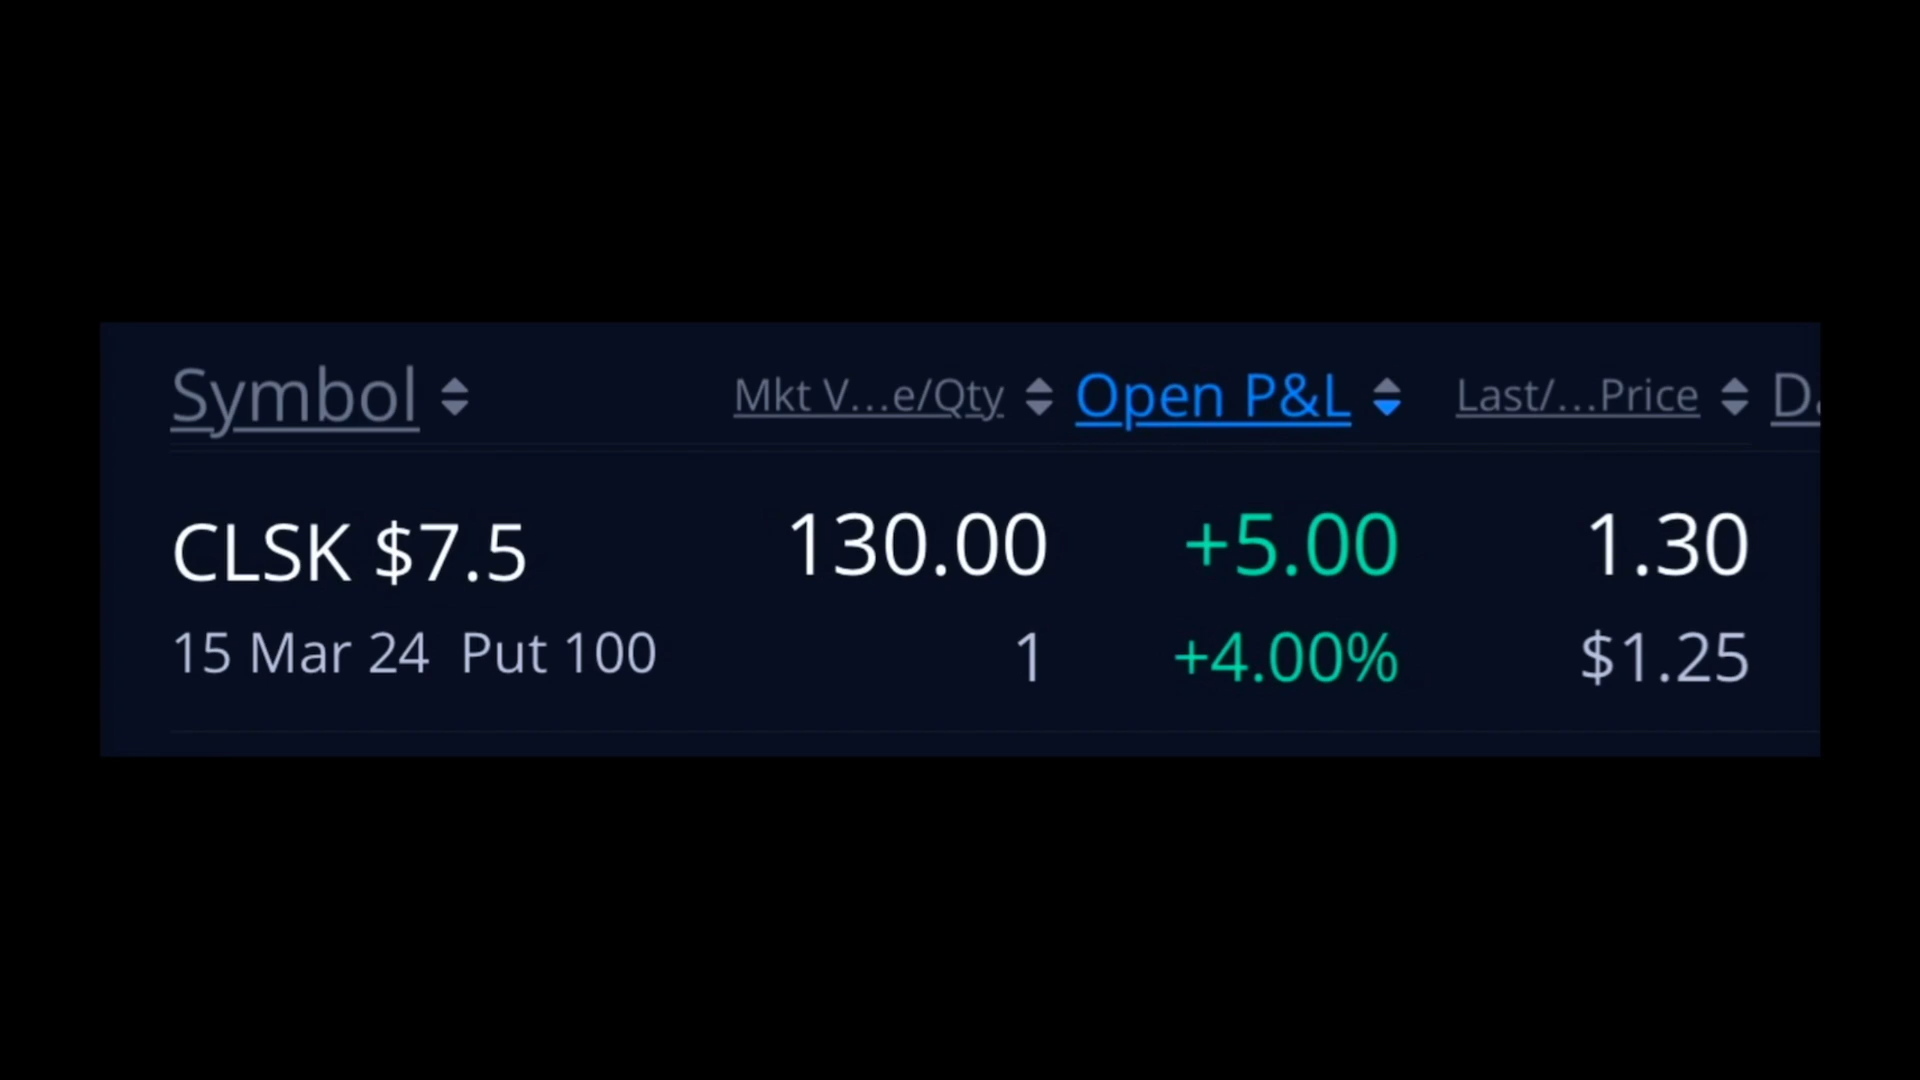 Symbol Mkt V...e/Qty Open P&L Last/...Price
CLSK $7.5 130.00 +5.00 1.30
15 Mar 24 Put 100 1 +4.00% $1.25